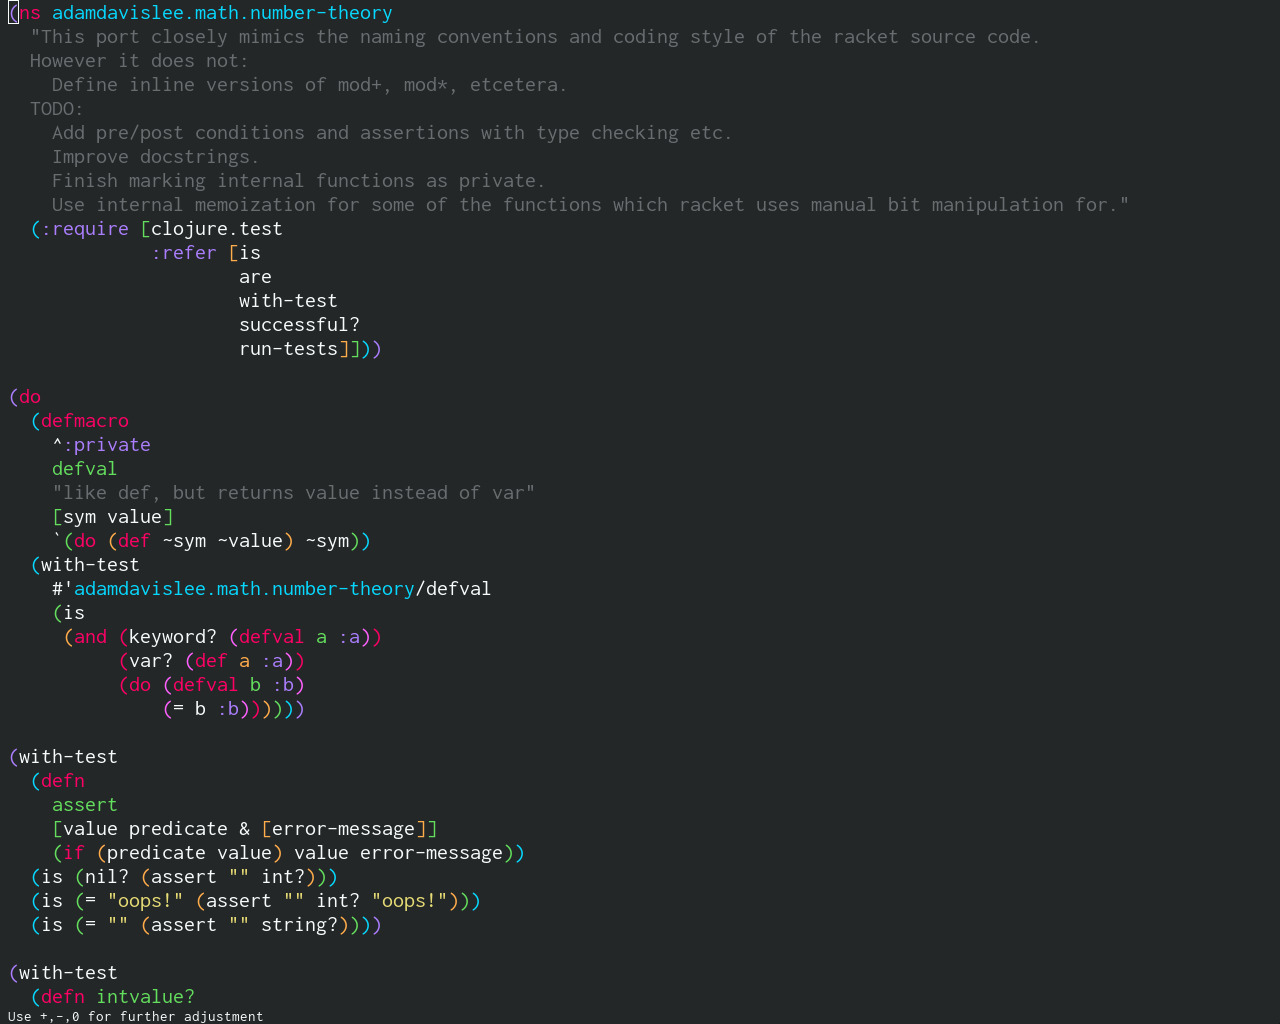 (ns adamdavislee.math.number-theory
  "This port closely mimics the naming conventions and coding style of the racket source code.
  However it does not:
    Define inline versions of mod+, mod*, etcetera.
  TODO:
    Add pre/post conditions and assertions with type checking etc.
    Improve docstrings.
    Finish marking internal functions as private.
    Use internal memoization for some of the functions which racket uses manual bit manipulation for."
  (:require [clojure.test
             :refer [is
                     are
                     with-test
                     successful?
                     run-tests]]))

(do
  (defmacro
    ^:private
    defval
    "like def, but returns value instead of var"
    [sym value]
    `(do (def ~sym ~value) ~sym))
  (with-test
    #'adamdavislee.math.number-theory/defval
    (is
     (and (keyword? (defval a :a))
          (var? (def a :a))
          (do (defval b :b)
              (= b :b))))))

(with-test
  (defn
    assert
    [value predicate & [error-message]]
    (if (predicate value) value error-message))
  (is (nil? (assert "" int?)))
  (is (= "oops!" (assert "" int? "oops!")))
  (is (= "" (assert "" string?))))

(with-test
  (defn intvalue?
Use +,-,0 for further adjustment